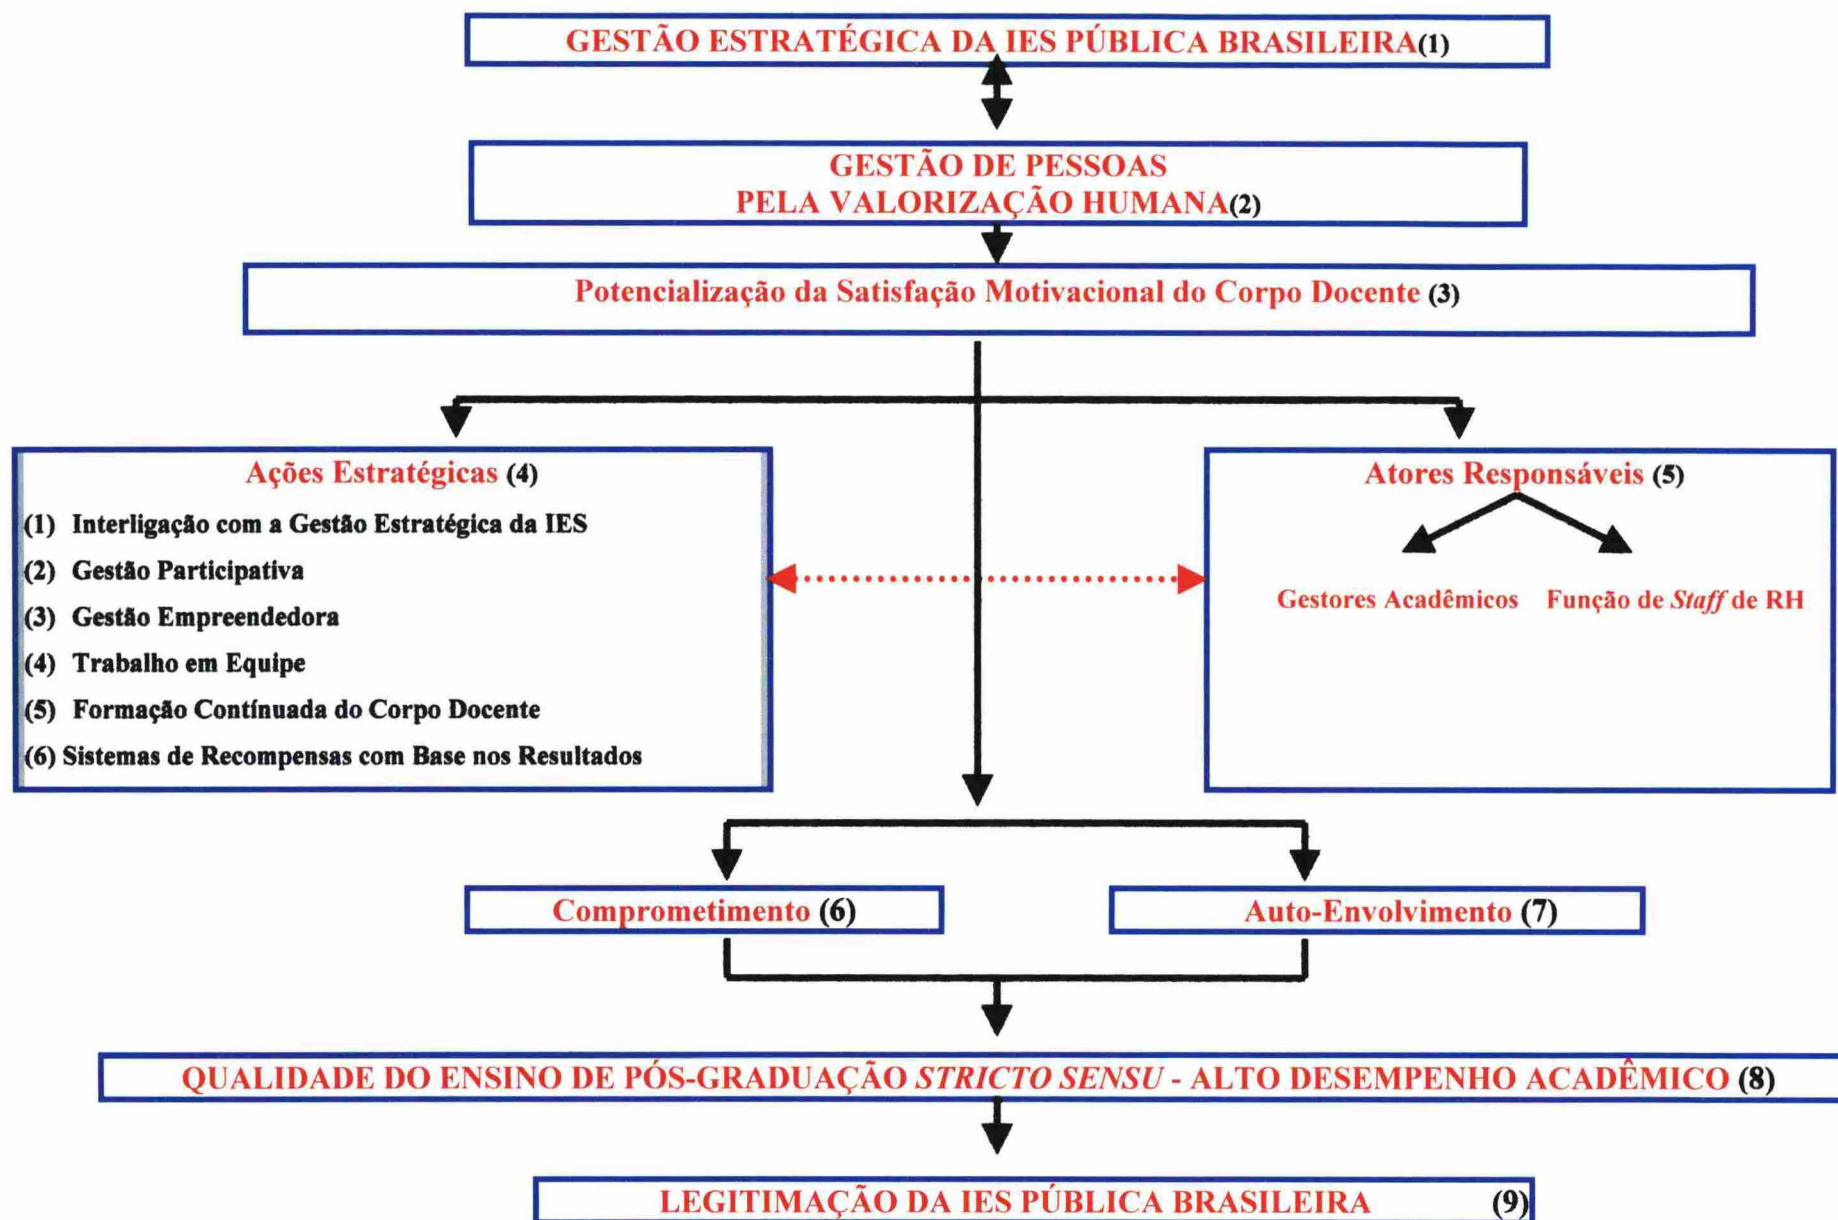 GESTÃO ESTRATÉGICA DA IES PÚBLICA BRASILEIRA(1)
GESTÃO DE PESSOAS
PELA VALORIZAÇÃO HUMANA(2)
Potencialização da Satisfação Motivacional do Corpo Docente (3)
Ações Estratégicas (4)
(1) Interligação com a Gestão Estratégica da IES
(2) Gestão Participativa
(3) Gestão Empreendedora
(4) Trabalho em Equipe
(5) Formação Contínuada do Corpo Docente
(6) Sistemas de Recompensas com Base nos Resultados
Atores Responsáveis (5)
Gestores Acadêmicos Função de Staff de RH
Comprometimento (6)
Auto-Envolvimento (7)
QUALIDADE DO ENSINO DE PÓS-GRADUAÇÃO STRICTO SENSU - ALTO DESEMPENHO ACADÊMICO (8)
LEGITIMAÇÃO DA IES PÚBLICA BRASILEIRA (9)